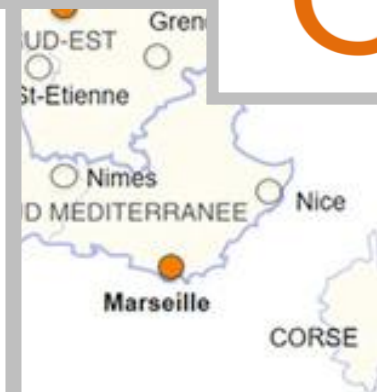 Gren
UD-EST
St-Etienne
Nimes
Nice
D MEDITERRANEE
Marseille
CORSE